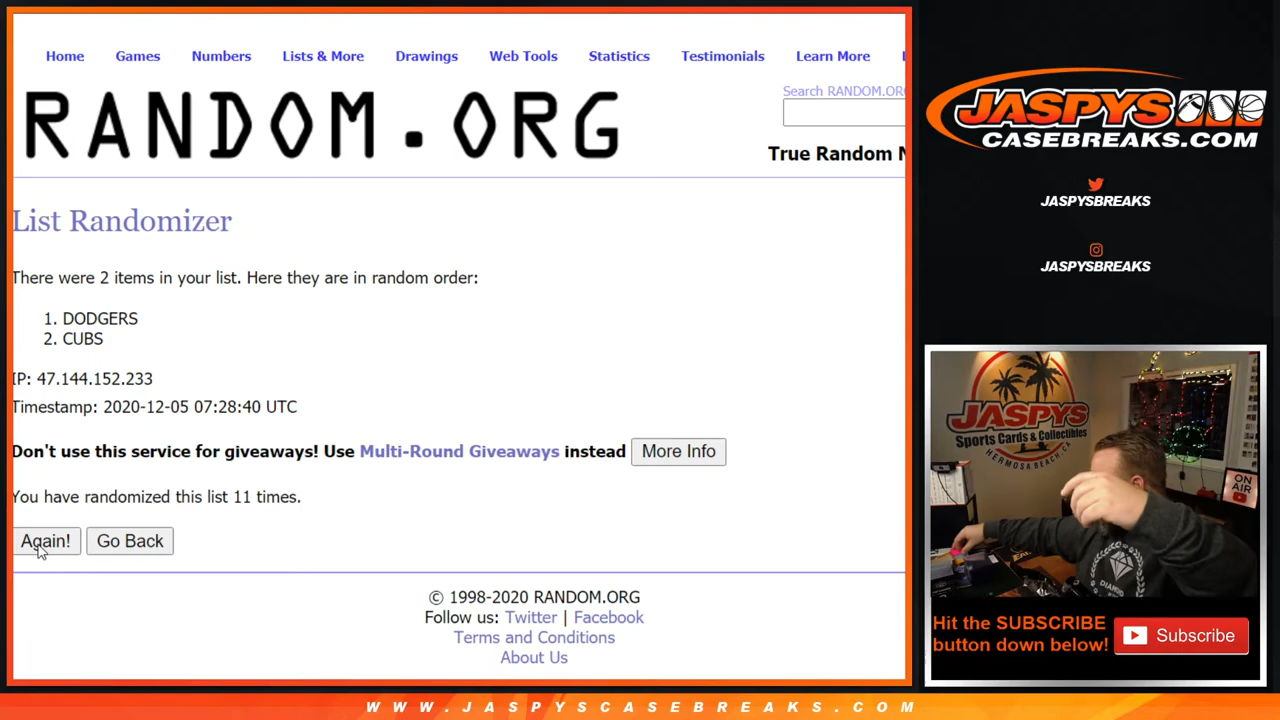 Home Games Numbers Lists & More Drawings Web Tools Statistics Testimonials Learn More
RANDOM.ORG
Search RANDOM.ORG
True Random N
List Randomizer
There were 2 items in your list. Here they are in random order:
1. DODGERS
2. CUBS
IP: 47.144.152.233
Timestamp: 2020-12-05 07:28:40 UTC
Don't use this service for giveaways! Use Multi-Round Giveaways instead More Info
You have randomized this list 11 times.
Again! Go Back
© 1998-2020 RANDOM.ORG
Follow us: Twitter | Facebook
Terms and Conditions
About Us
JASPYS
CASEBREAKS.COM
JASPYSBREAKS
JASPYSBREAKS
JASPYS
Sports Cards & Collectibles
HERMOSA BEACH, CA
ON AIR
DIAMOND
Hit the SUBSCRIBE
button down below!
Subscribe
WWW.JASPYSCASEBREAKS.COM